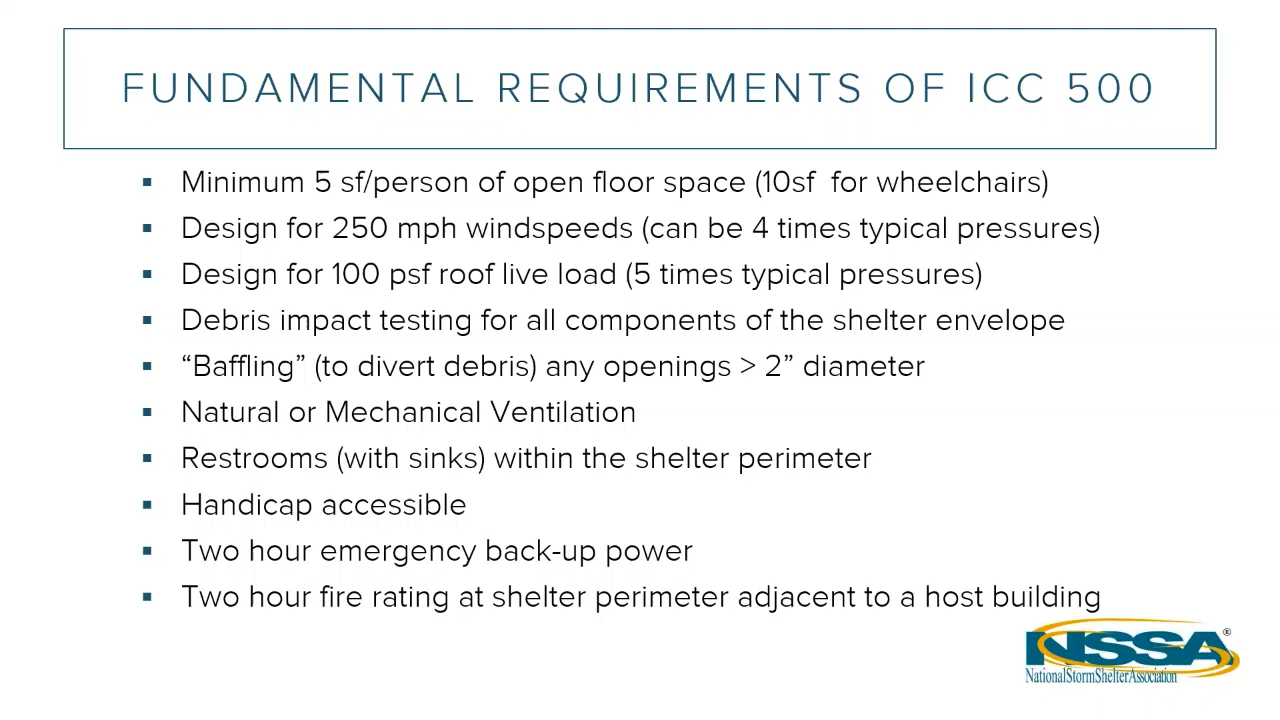 FUNDAMENTAL REQUIREMENTS OF ICC 500
▪ Minimum 5 sf/person of open floor space (10sf  for wheelchairs)
▪ Design for 250 mph windspeeds (can be 4 times typical pressures)
▪ Design for 100 psf roof live load (5 times typical pressures)
▪ Debris impact testing for all components of the shelter envelope
▪ “Baffling” (to divert debris) any openings > 2” diameter
▪ Natural or Mechanical Ventilation
▪ Restrooms (with sinks) within the shelter perimeter
▪ Handicap accessible
▪ Two hour emergency back-up power
▪ Two hour fire rating at shelter perimeter adjacent to a host building
NSSA®
NationalStormShelterAssociation